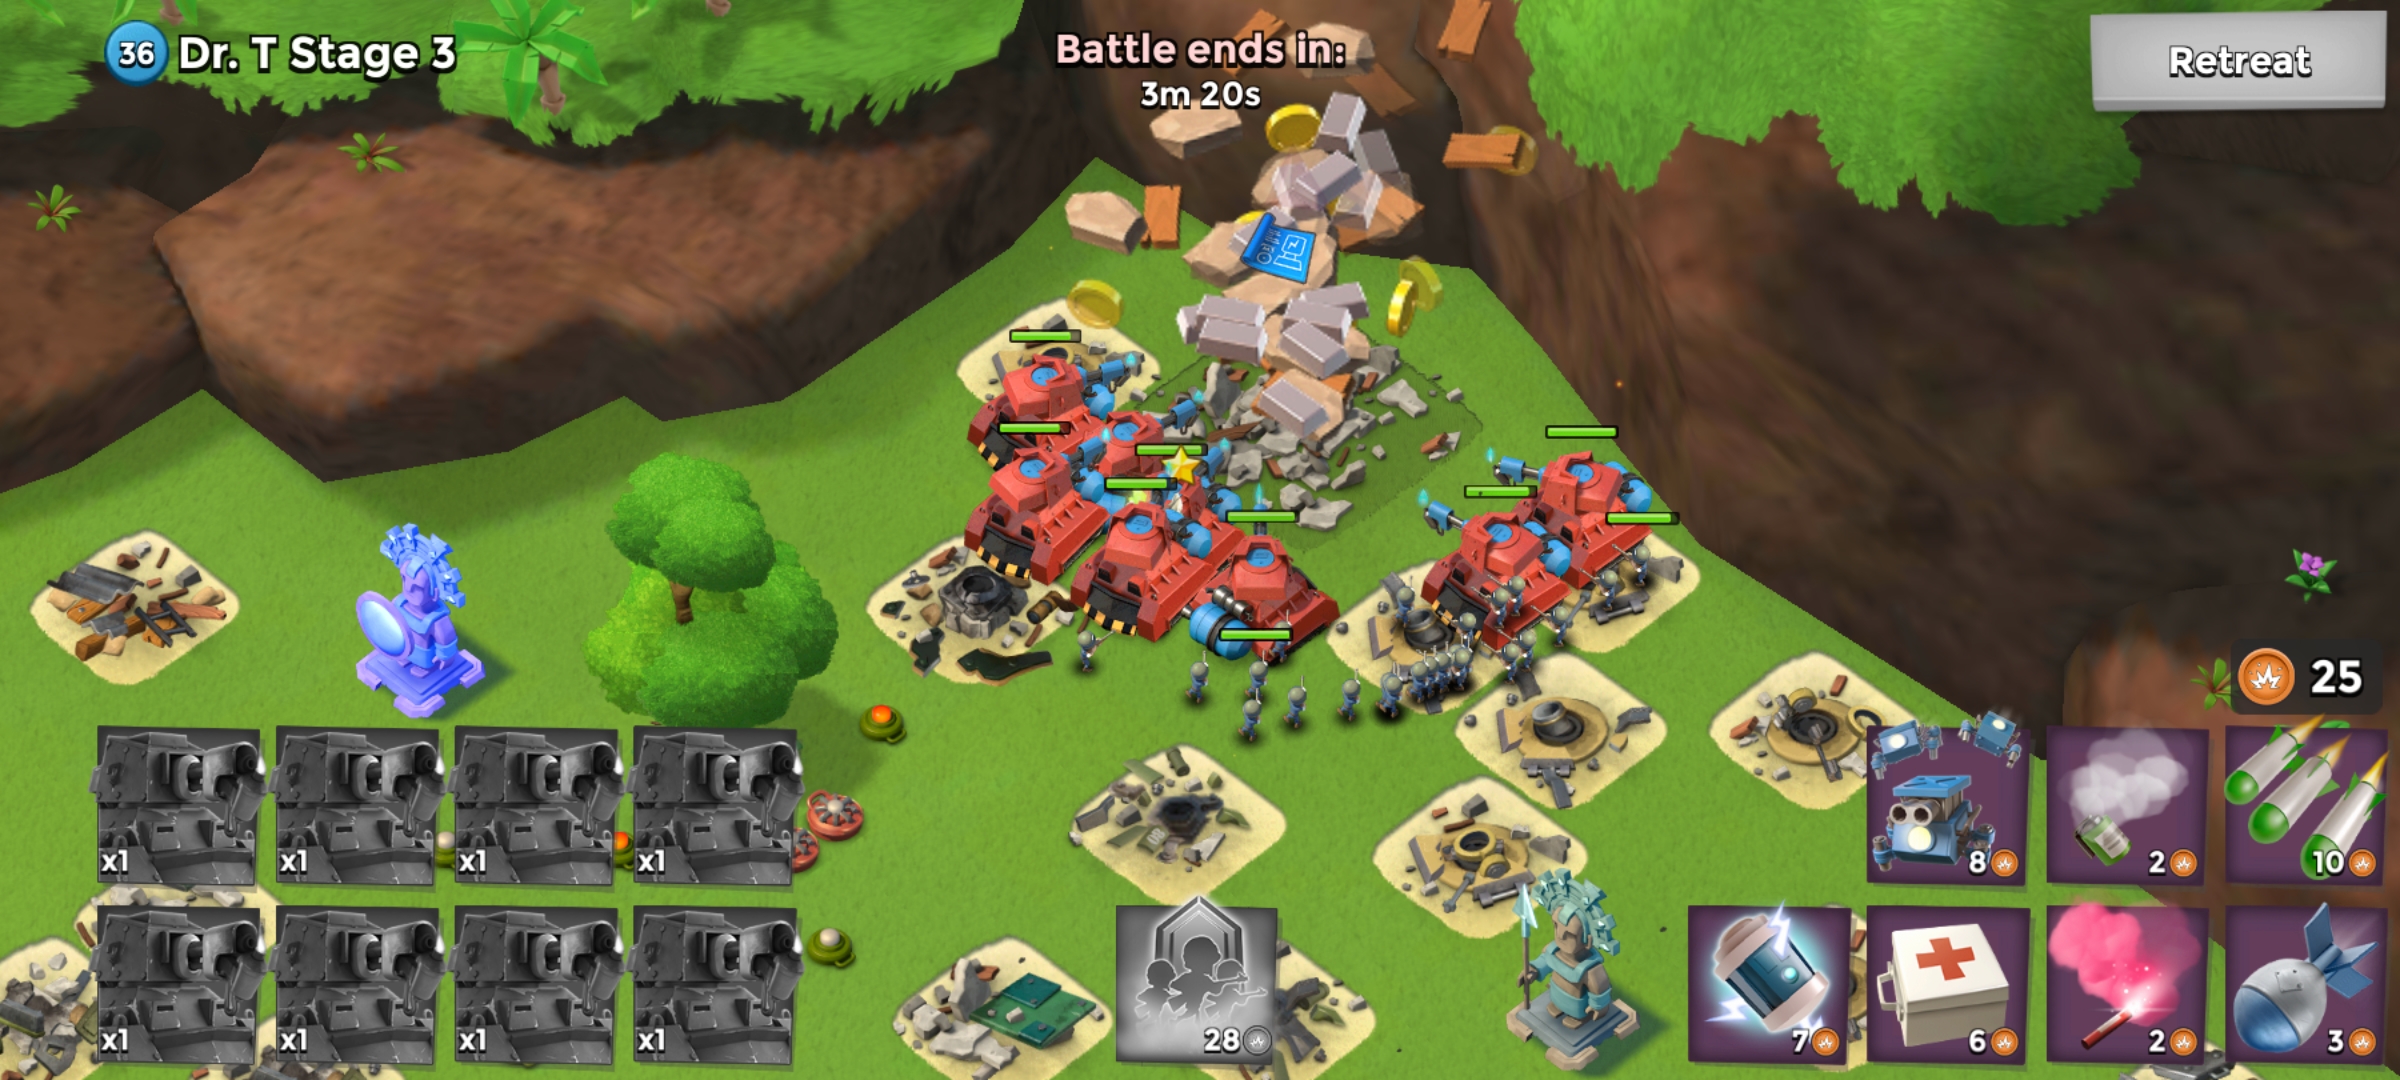 36 Dr. T Stage 3
Battle ends in:
3m 20s
Retreat
25
x1 x1 x1 x1
8 2 10
x1 x1 x1 x1
28
7 6 2 3